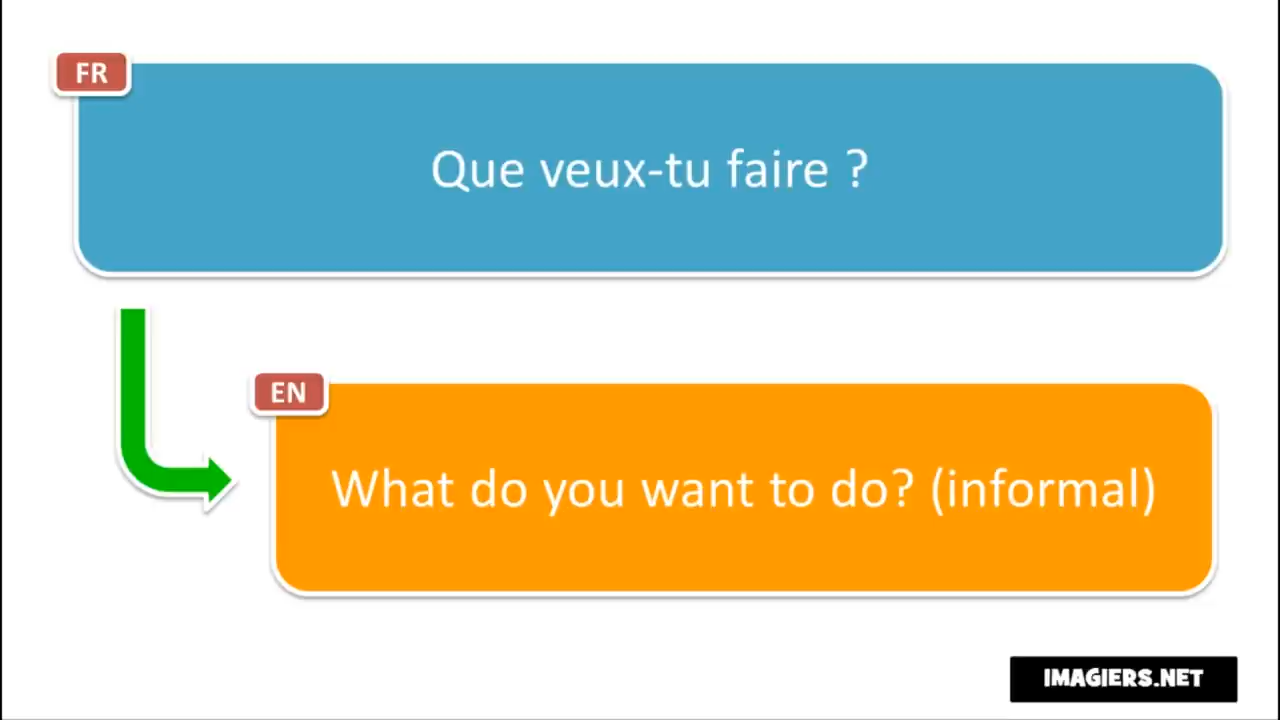 FR
Que veux-tu faire ?
EN
What do you want to do? (informal)
IMAGIERS.NET